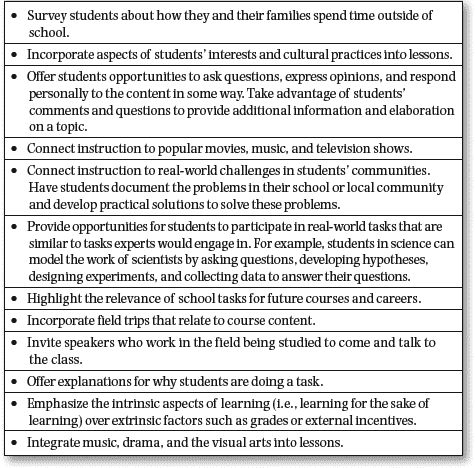 • Survey students about how they and their families spend time outside of
school.
• Incorporate aspects of students’ interests and cultural practices into lessons.
• Offer students opportunities to ask questions, express opinions, and respond
personally to the content in some way. Take advantage of students’
comments and questions to provide additional information and elaboration
on a topic.
• Connect instruction to popular movies, music, and television shows.
• Connect instruction to real-world challenges in students’ communities.
Have students document the problems in their school or local community
and develop practical solutions to solve these problems.
• Provide opportunities for students to participate in real-world tasks that are
similar to tasks experts would engage in. For example, students in science can
model the work of scientists by asking questions, developing hypotheses,
designing experiments, and collecting data to answer their questions.
• Highlight the relevance of school tasks for future courses and careers.
• Incorporate field trips that relate to course content.
• Invite speakers who work in the field being studied to come and talk to
the class.
• Offer explanations for why students are doing a task.
• Emphasize the intrinsic aspects of learning (i.e., learning for the sake of
learning) over extrinsic factors such as grades or external incentives.
• Integrate music, drama, and the visual arts into lessons.